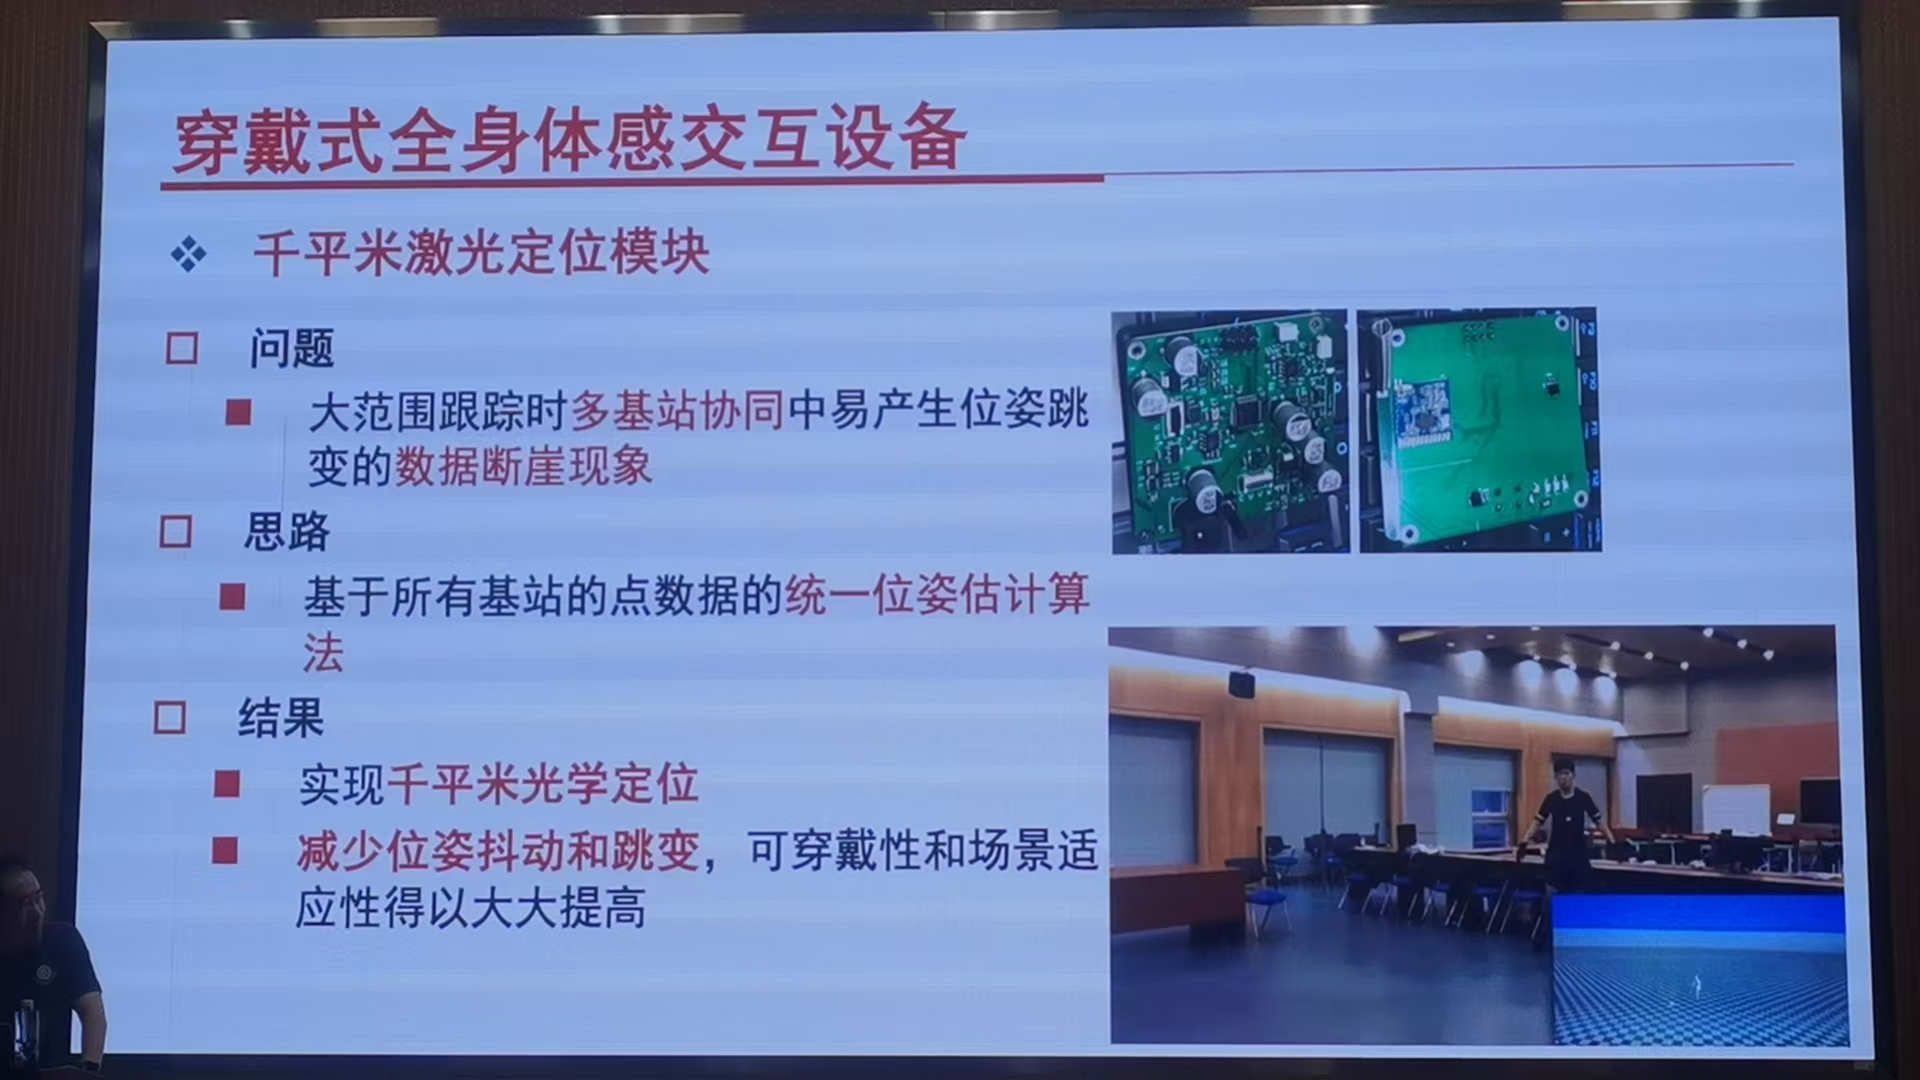 穿戴式全身体感交互设备
千平米激光定位模块
问题
大范围跟踪时多基站协同中易产生位姿跳
变的数据断崖现象
思路
基于所有基站的点数据的统一位姿估计算
法
结果
实现千平米光学定位
减少位姿抖动和跳变，可穿戴性和场景适
应性得以大大提高